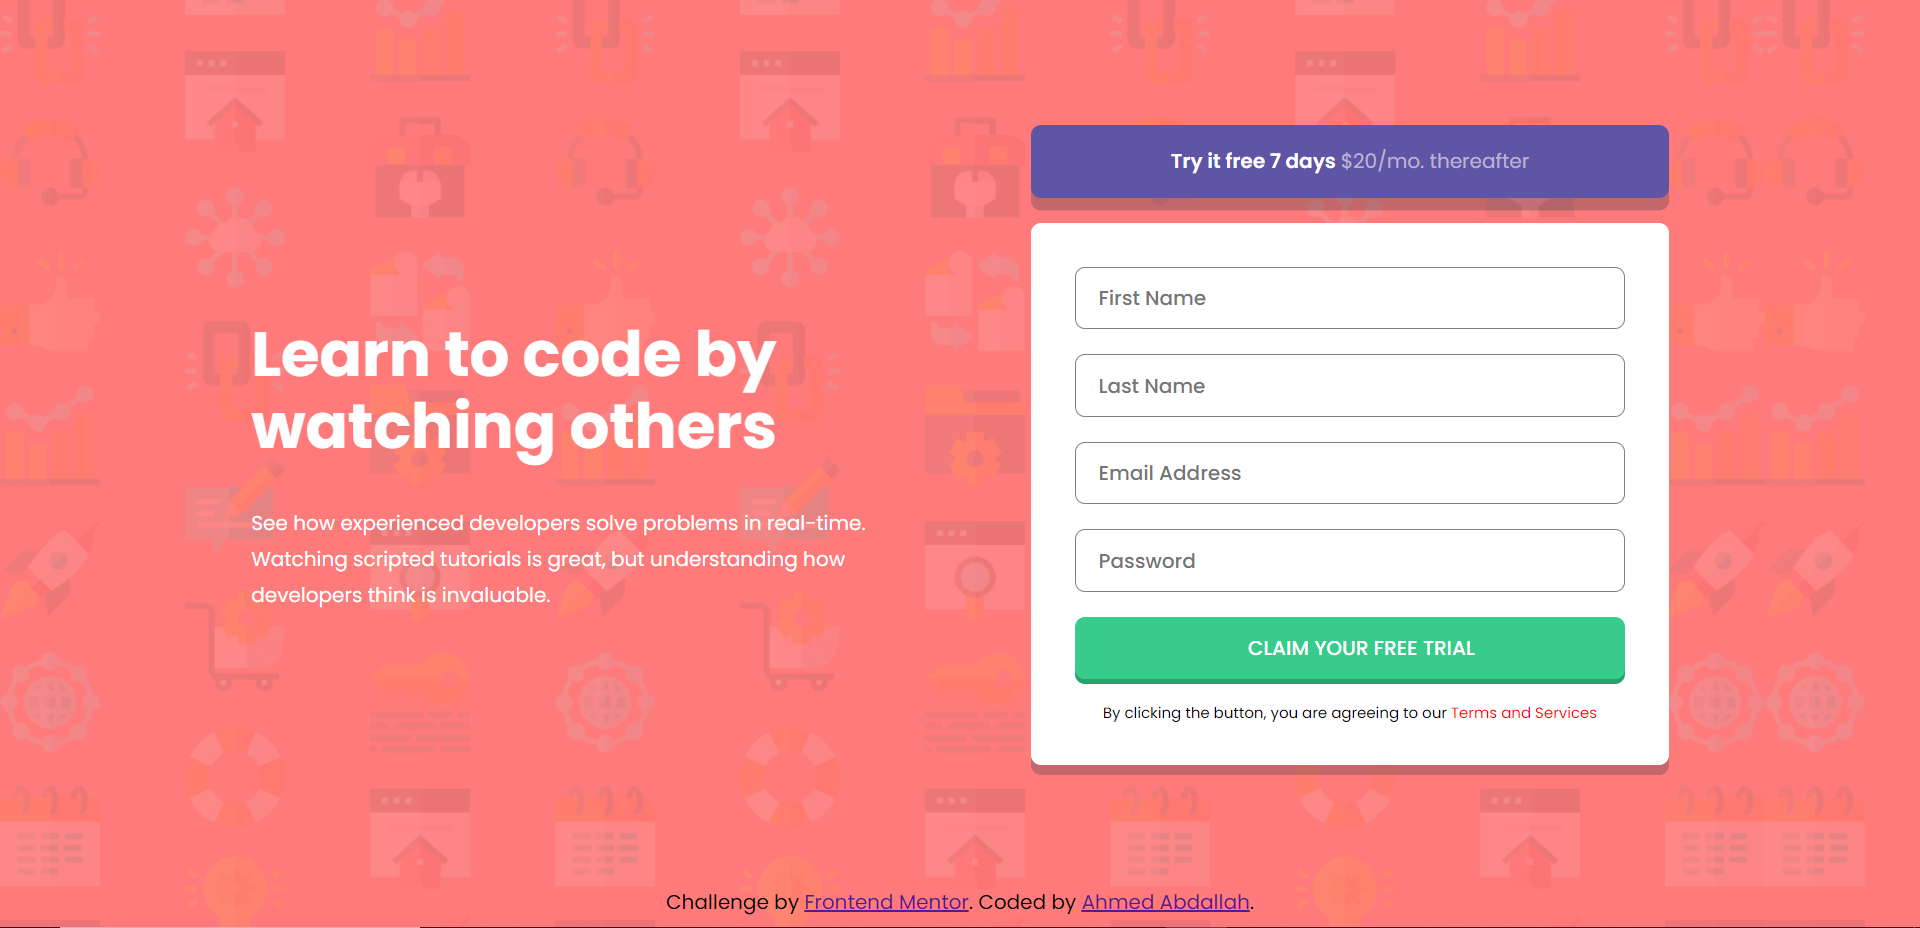 Learn to code by
watching others
See how experienced developers solve problems in real-time.
Watching scripted tutorials is great, but understanding how
developers think is invaluable.
Try it free 7 days $20/mo. thereafter
First Name
Last Name
Email Address
Password
CLAIM YOUR FREE TRIAL
By clicking the button, you are agreeing to our Terms and Services
Challenge by Frontend Mentor. Coded by Ahmed Abdallah.